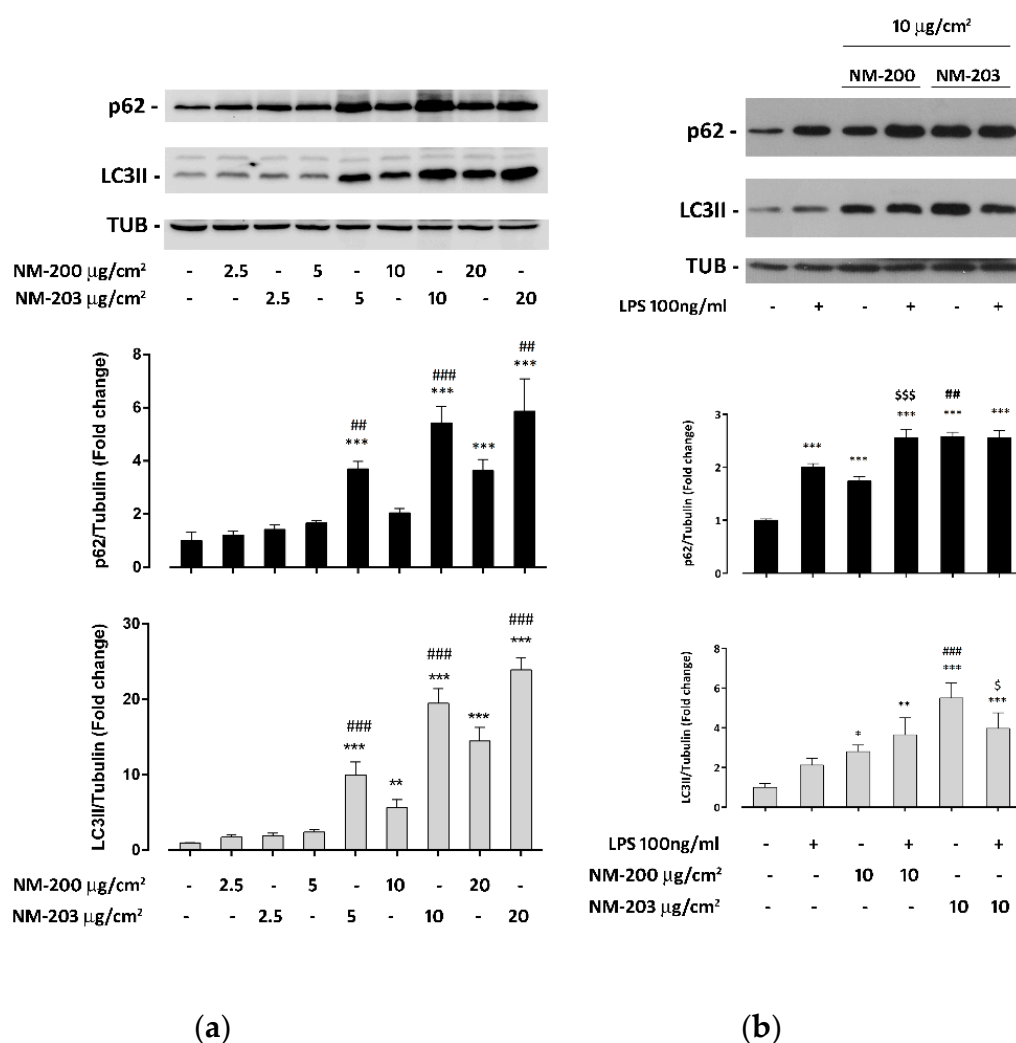 10 μg/cm²
NM-200 NM-203
p62 -
LC3II -
TUB -
NM-200 μg/cm² - 2.5 - 5 - 10 - 20 -
NM-203 μg/cm² - - 2.5 - 5 - 10 - 20
p62 -
LC3II -
TUB -
LPS 100ng/ml - + - + - +
p62/Tubulin (Fold change)
8
6
4
2
0
##
***
###
***
***
##
***
p62/Tubulin (Fold change)
3
2
1
0
***
***
$$$
***
##
***
***
LC3II/Tubulin (Fold change)
30
20
10
0
###
***
**
###
***
***
###
***
NM-200 μg/cm² - 2.5 - 5 - 10 - 20 -
NM-203 μg/cm² - - 2.5 - 5 - 10 - 20
LC3II/Tubulin (Fold change)
8
6
4
2
0
*
**
###
***
$
***
LPS 100ng/ml - + - + - +
NM-200 μg/cm² - - 10 10 - -
NM-203 μg/cm² - - - - 10 10
(a)
(b)